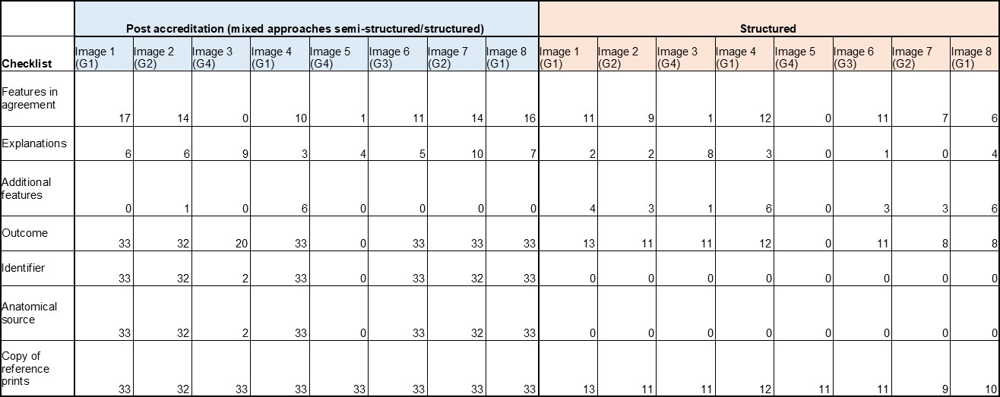 Post accreditation (mixed approaches semi-structured/structured) Structured
Checklist Image 1 (G1) Image 2 (G2) Image 3 (G4) Image 4 (G1) Image 5 (G4) Image 6 (G3) Image 7 (G2) Image 8 (G1) Image 1 (G1) Image 2 (G2) Image 3 (G4) Image 4 (G1) Image 5 (G4) Image 6 (G3) Image 7 (G2) Image 8 (G1)
Features in agreement 17 14 0 10 1 11 14 16 11 9 1 12 0 11 7 6
Explanations 6 6 9 3 4 5 10 7 2 2 8 3 0 1 0 4
Additional features 0 1 0 6 0 0 0 0 4 3 1 6 0 3 3 6
Outcome 33 32 20 33 0 33 33 33 13 11 11 12 0 11 8 8
Identifier 33 32 2 33 0 33 32 33 0 0 0 0 0 0 0 0
Anatomical source 33 32 2 33 0 33 32 33 0 0 0 0 0 0 0 0
Copy of reference prints 33 32 33 33 33 33 33 33 13 11 11 12 11 11 9 10